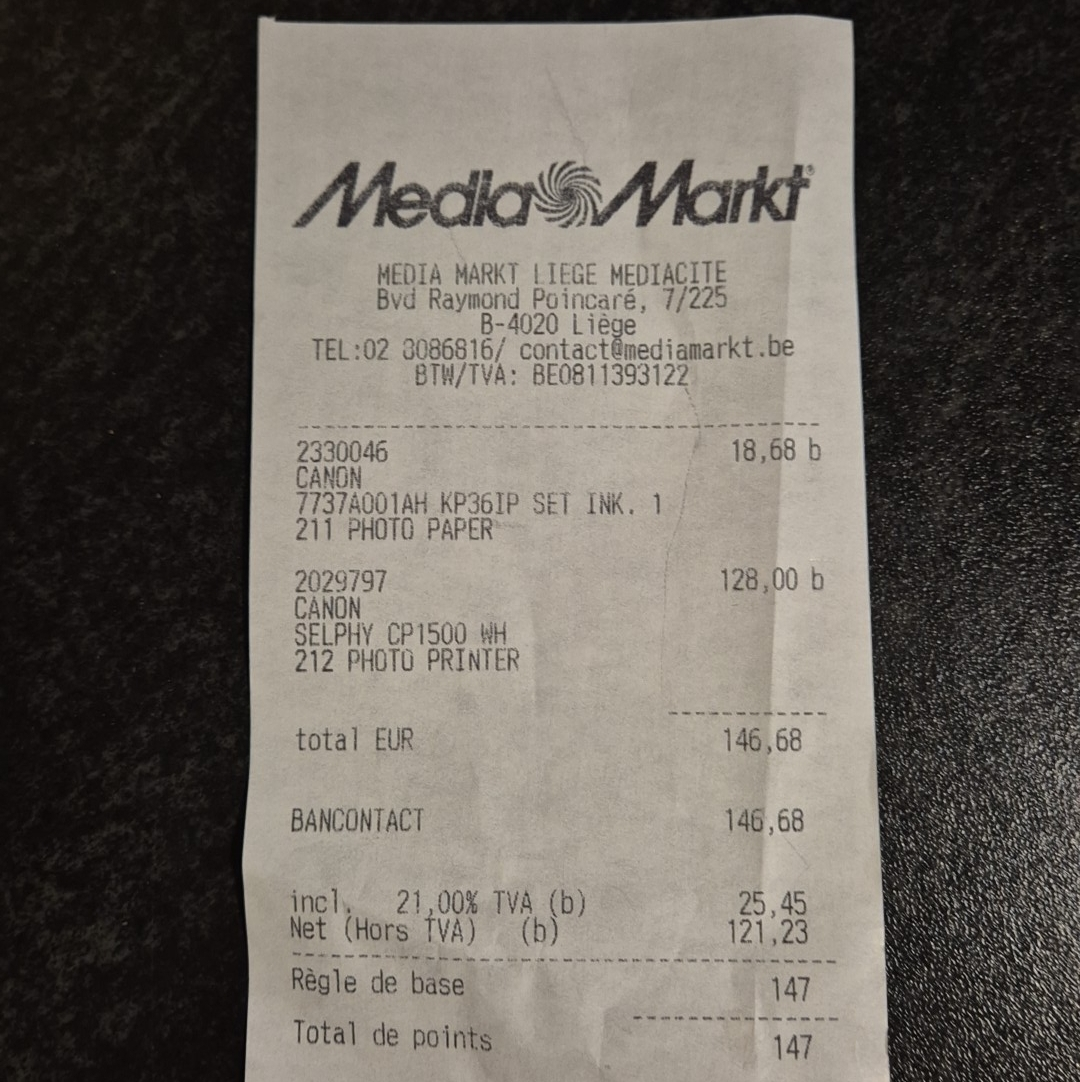 MediaMarkt®
MEDIA MARKT LIEGE MEDIACITE
Bvd Raymond Poincaré, 7/225
B-4020 Liège
TEL:02 3086816/ contact@mediamarkt.be
BTW/TVA: BE0811393122
2330046 18,68 b
CANON
7737A001AH KP36IP SET INK. 1
211 PHOTO PAPER
2029797 128,00 b
CANON
SELPHY CP1500 WH
212 PHOTO PRINTER
total EUR 146,68
BANCONTACT 146,68
incl. 21,00% TVA (b) 25,45
Net (Hors TVA) (b) 121,23
Règle de base 147
Total de points 147